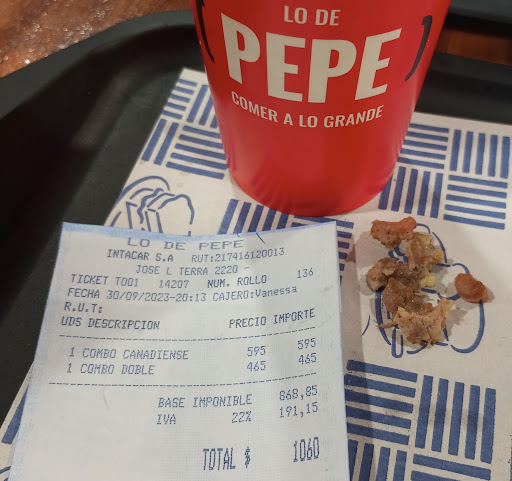 LO DE
PEPE
COMER A LO GRANDE
LO DE PEPE
INTACAR S.A RUT:217416120013
JOSE L TERRA 2220 -
TICKET T001 14207 NUM. ROLLO 136
FECHA 30/09/2023-20:13 CAJERO:Vanessa
R.U.T:
UDS DESCRIPCION PRECIO IMPORTE
1 COMBO CANADIENSE 595 595
1 COMBO DOBLE 465 465
BASE IMPONIBLE 868,85
IVA 22% 191,15
TOTAL $ 1060